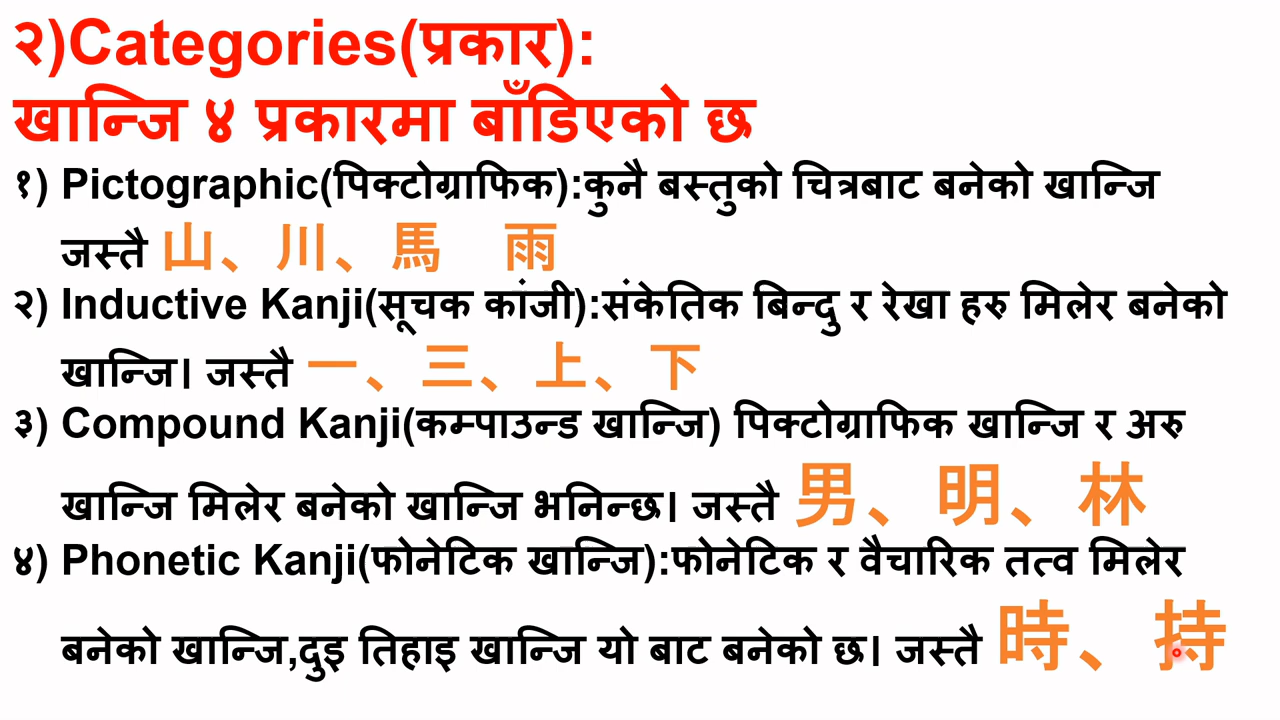 २)Categories(प्रकार):
खान्जि ४ प्रकारमा बाँडिएको छ
१) Pictographic(पिक्टोग्राफिक):कुनै बस्तुको चित्रबाट बनेको खान्जि
जस्तै 山、川、馬　雨
२) Inductive Kanji(सूचक कांजी):संकेतिक बिन्दु र रेखा हरु मिलेर बनेको
खान्जि। जस्तै 一、三、上、下
३) Compound Kanji(कम्पाउन्ड खान्जि) पिक्टोग्राफिक खान्जि र अरु
खान्जि मिलेर बनेको खान्जि भनिन्छ। जस्तै 男、明、林
४) Phonetic Kanji(फोनेटिक खान्जि):फोनेटिक र वैचारिक तत्व मिलेर
बनेको खान्जि,दुइ तिहाइ खान्जि यो बाट बनेको छ। जस्तै 時、持